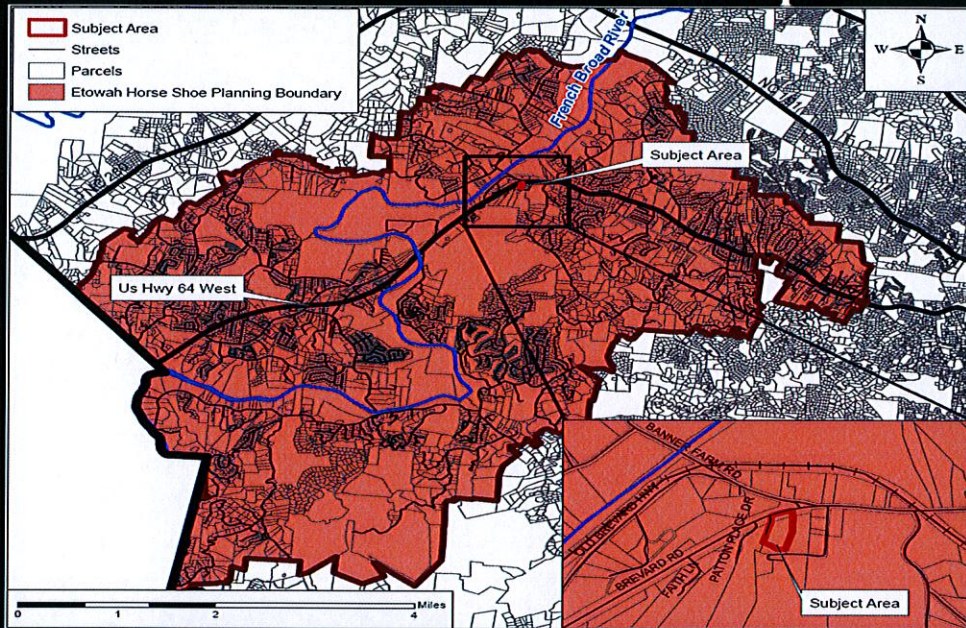 Subject Area
Streets
Parcels
Etowah Horse Shoe Planning Boundary
N
W E
S
French Broad River
Subject Area
Us Hwy 64 West
BANNER FARM RD
OLD BREVARD HWY
PATTON PLACE DR
BREVARD RD
FAITH LN
Subject Area
Miles
0 1 2 4